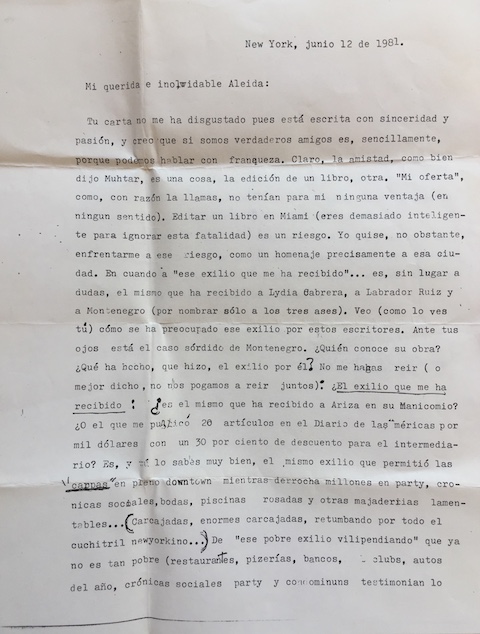 New York, junio 12 de 1981.
Mi querida e inolvidable Aleida:
Tu carta no me ha disgustado pues está escrita con sinceridad y
pasión, y creo que si somos verdaderos amigos es, sencillamente,
porque podemos hablar con franqueza. Claro, la amistad, como bien
dijo Muhtar, es una cosa, la edición de un libro, otra. "Mi oferta",
como, con razón la llamas, no tenían para mi ninguna ventaja (en
ningun sentido). Editar un libro en Miami (eres demasiado inteligen-
te para ignorar esta fatalidad) es un riesgo. Yo quise, no obstante,
enfrentarme a ese riesgo, como un homenaje precisamente a esa ciu-
dad. En cuando a "ese exilio que me ha recibido"... es, sin lugar a
dudas, el mismo que ha recibido a Lydia Cabrera, a Labrador Ruiz y
a Montenegro (por nombrar sólo a los tres ases). Veo (como lo ves
tú) cómo se ha preocupado ese exilio por estos escritores. Ante tus
ojos está el caso sórdido de Montenegro. ¿Quién conoce su obra?
¿Qué ha hecho, que hizo, el exilio por él? No me hagas reir ( o
mejor dicho, no nos pogamos a reir juntos): ¿El exilio que me ha
recibido: ¿es el mismo que ha recibido a Ariza en su Manicomio?
¿O el que me publicó 20 artículos en el Diario de las Américas por
mil dólares con un 30 por ciento de descuento para el intermedia-
rio? Es, y tú lo sabes muy bien, el mismo exilio que permitió las
"carpas" en pleno downtown mientras derrocha millones en party, cro-
nicas sociales, bodas, piscinas rosadas y otras majaderias lamen-
tables...(Carcajadas, enormes carcajadas, retumbando por todo el
cuchitril newyorkino...) De "ese pobre exilio vilipendiando" que ya
no es tan pobre (restaurantes, pizerías, bancos, clubs, autos
del año, crónicas sociales party y condominuns testimonian lo